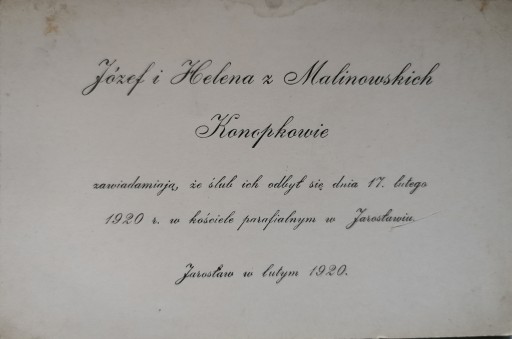 Józef i Helena z Malinowskich
Konopkowie
zawiadamiają, że ślub ich odbył się dnia 17. lutego
1920 r. w kościele parafialnym w Jarosławiu.
Jarosław w lutym 1920.